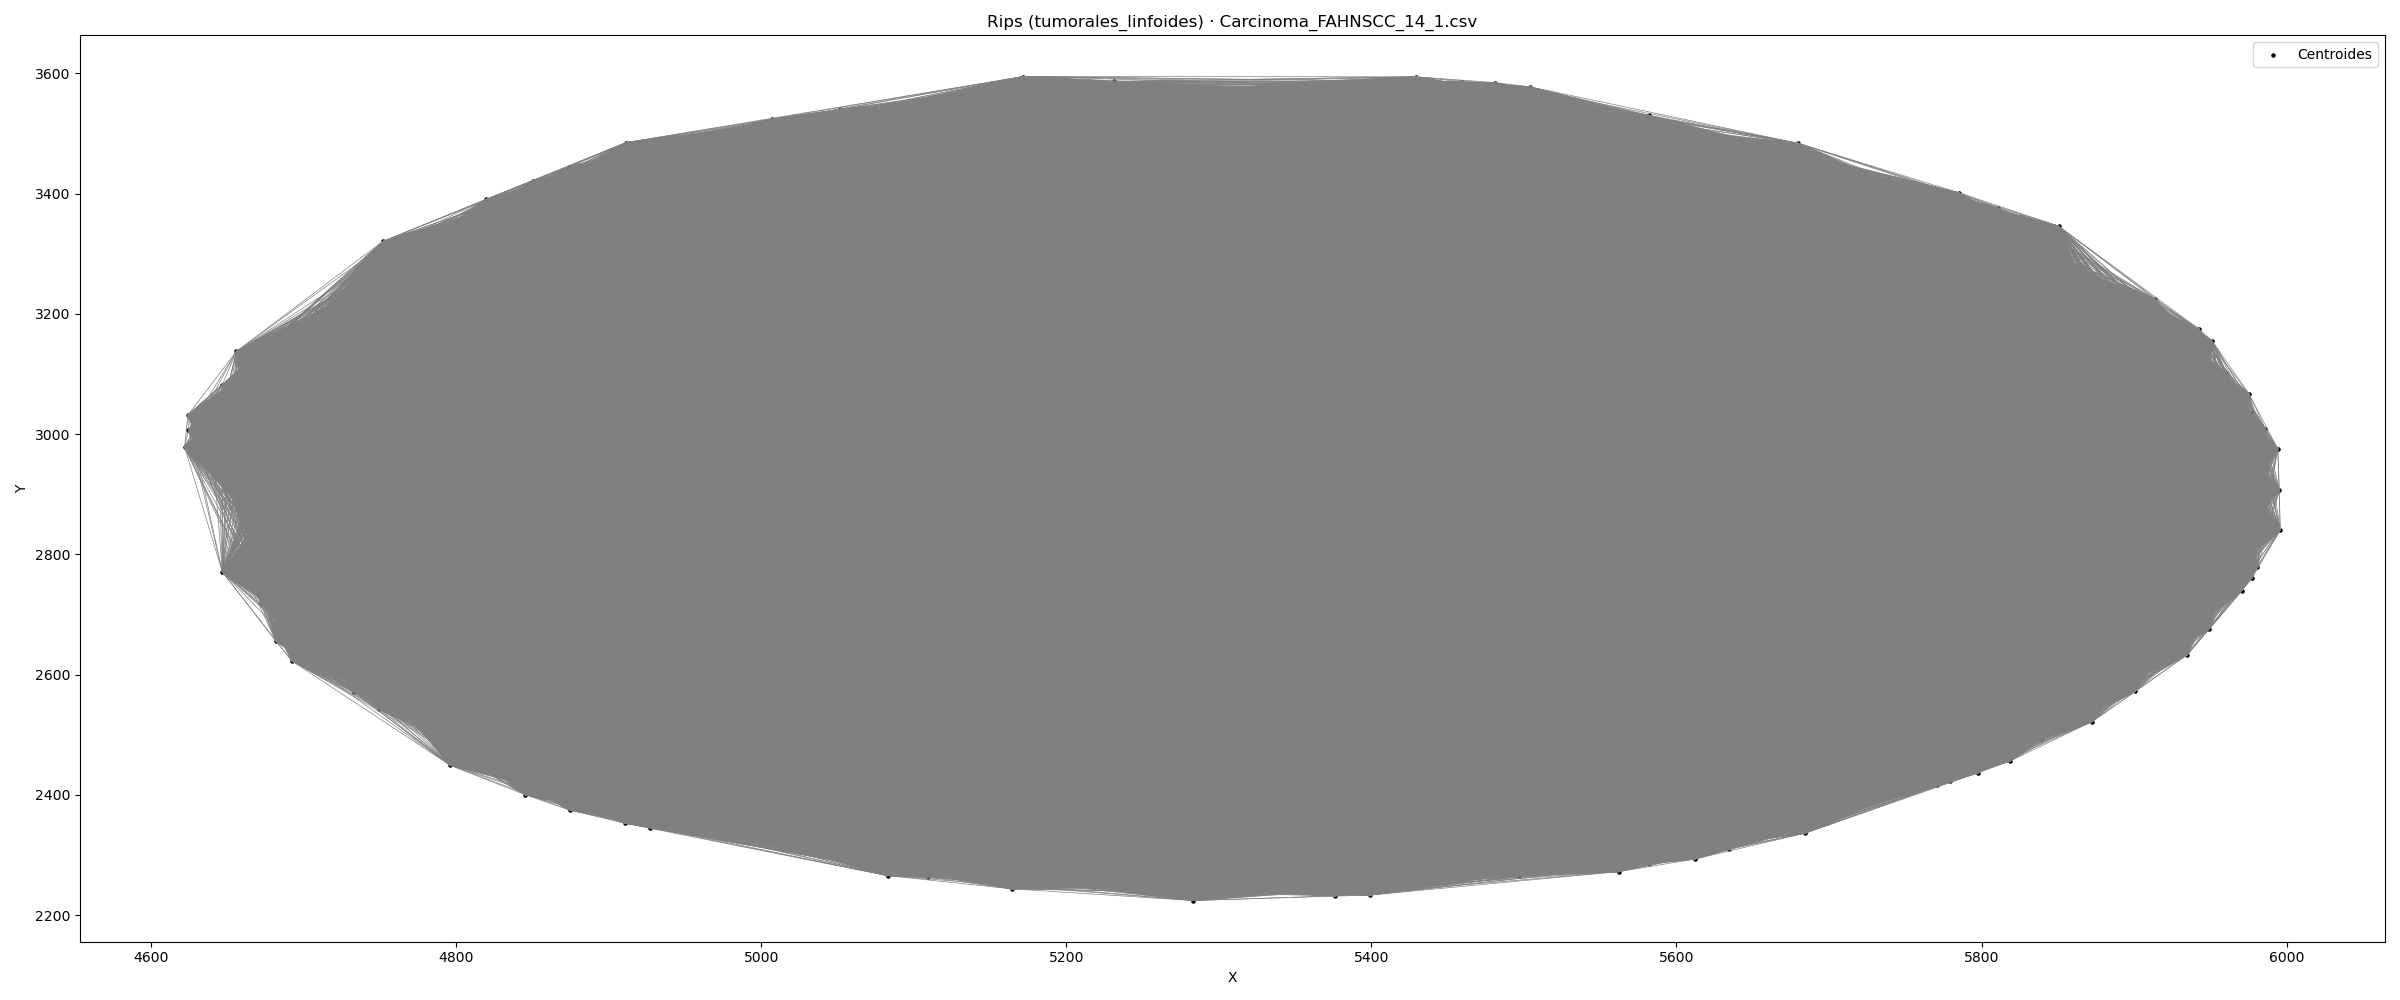 Rips (tumorales_linfoides) · Carcinoma_FAHNSCC_14_1.csv
Centroides
3600
3400
3200
3000
2800
2600
2400
2200
Y
4600 4800 5000 5200 5400 5600 5800 6000
X